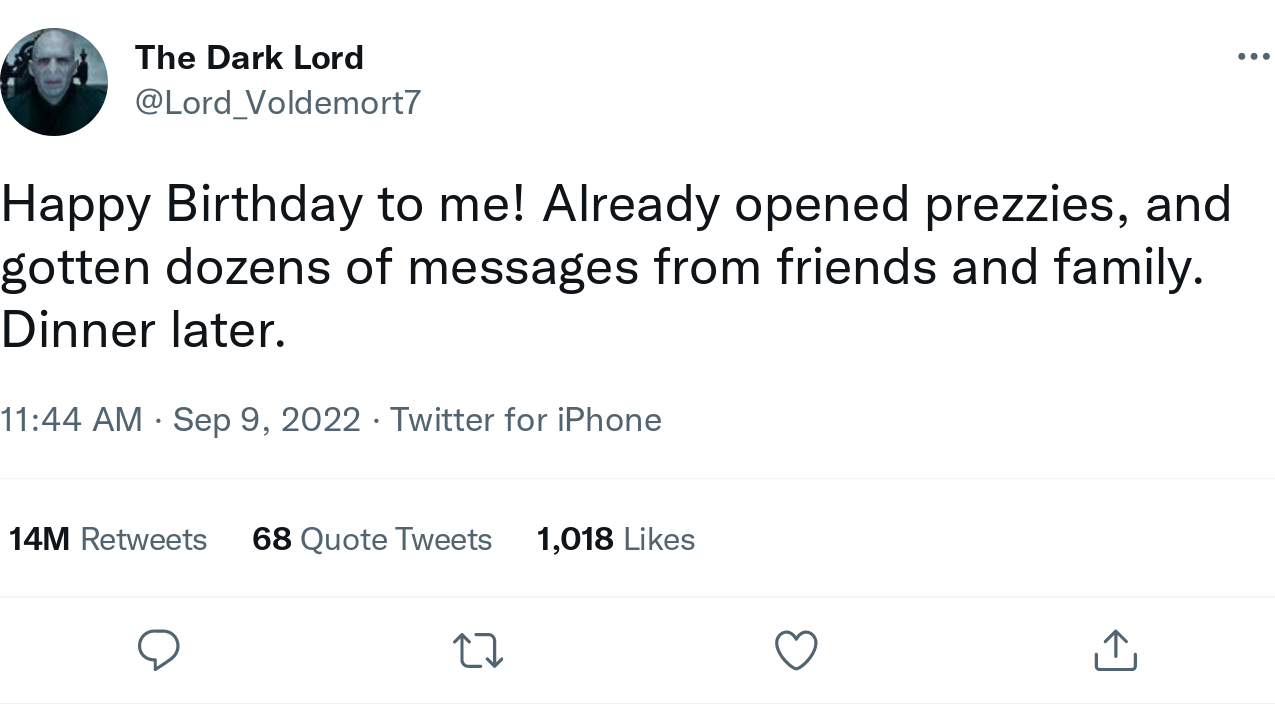 The Dark Lord
@Lord_Voldemort7
Happy Birthday to me! Already opened prezzies, and
gotten dozens of messages from friends and family.
Dinner later.
11:44 AM · Sep 9, 2022 · Twitter for iPhone
14M Retweets 68 Quote Tweets 1,018 Likes